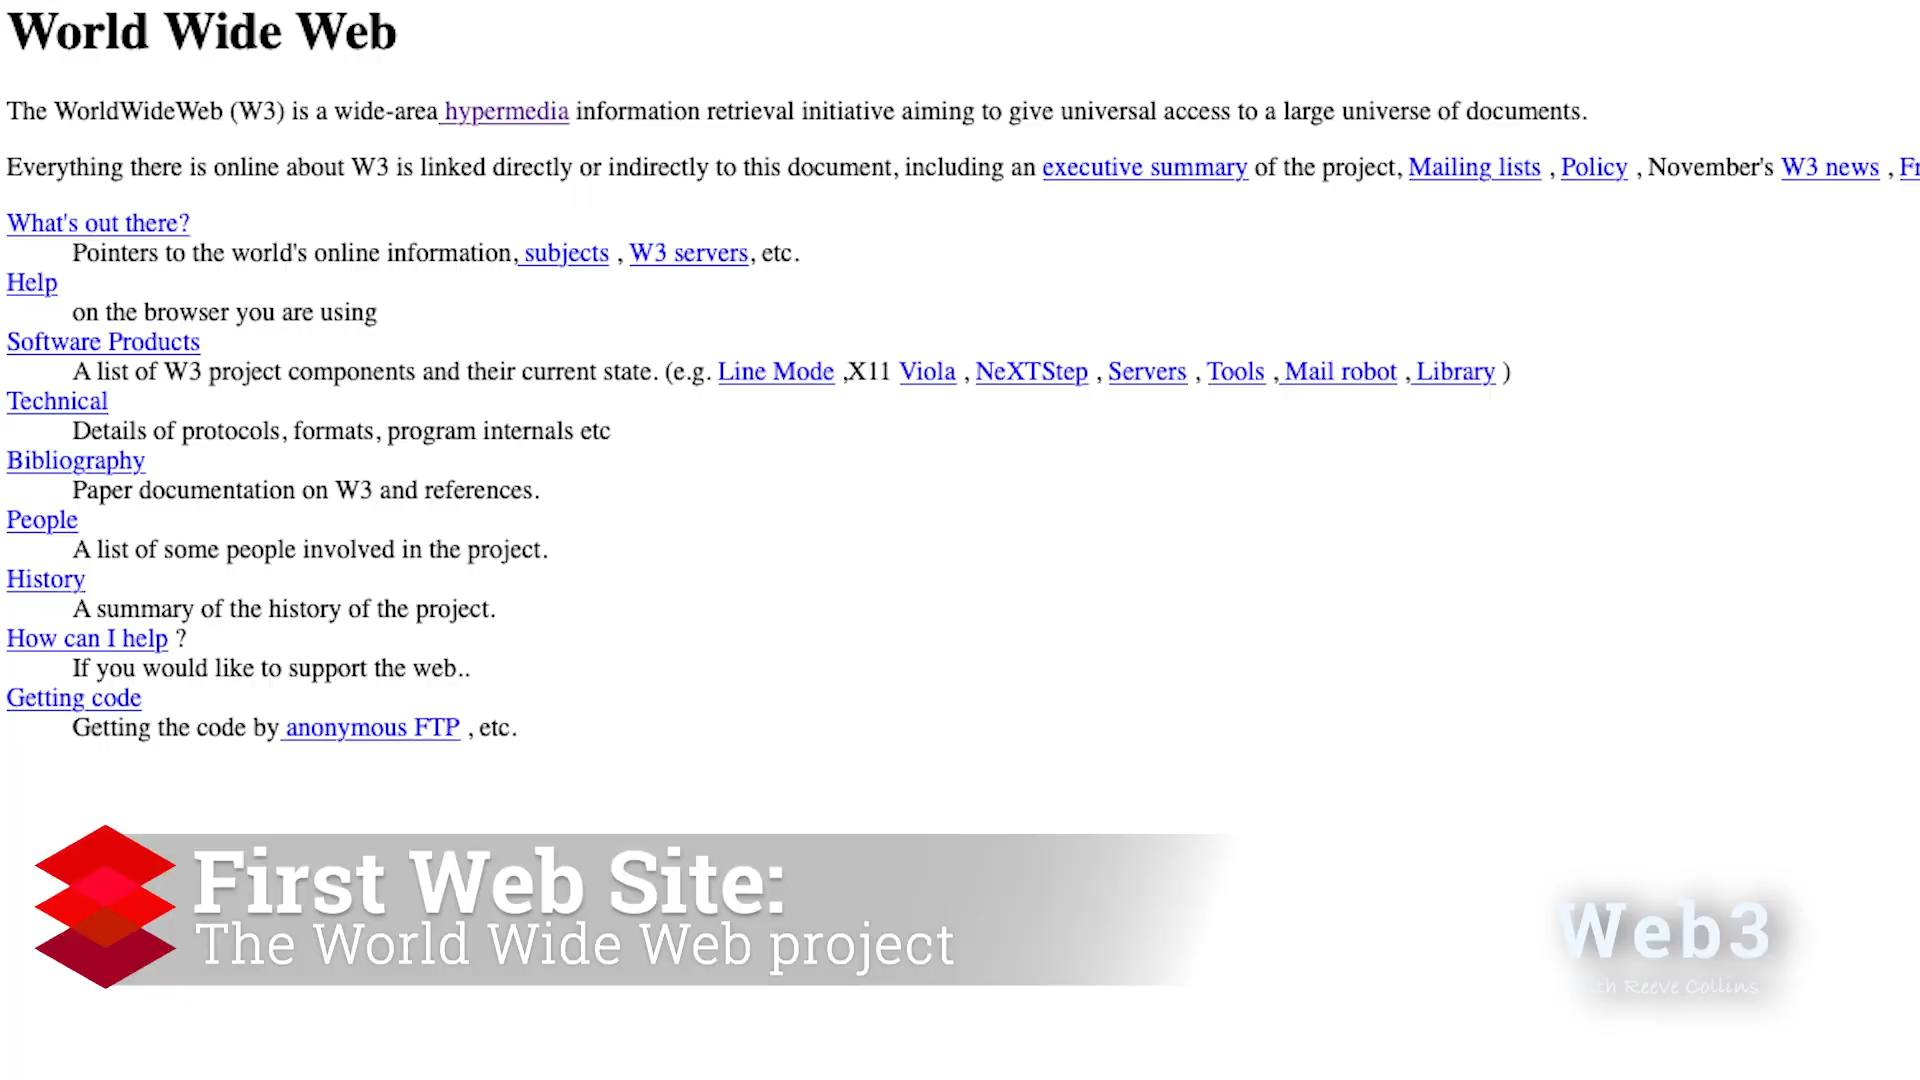 World Wide Web
The WorldWideWeb (W3) is a wide-area hypermedia information retrieval initiative aiming to give universal access to a large universe of documents.
Everything there is online about W3 is linked directly or indirectly to this document, including an executive summary of the project, Mailing lists , Policy , November's W3 news ,
What's out there?
Pointers to the world's online information, subjects , W3 servers, etc.
Help
on the browser you are using
Software Products
A list of W3 project components and their current state. (e.g. Line Mode ,X11 Viola , NeXTStep , Servers , Tools , Mail robot , Library )
Technical
Details of protocols, formats, program internals etc
Bibliography
Paper documentation on W3 and references.
People
A list of some people involved in the project.
History
A summary of the history of the project.
How can I help ?
If you would like to support the web..
Getting code
Getting the code by anonymous FTP , etc.
First Web Site:
The World Wide Web project
Web3
Reeve Collins